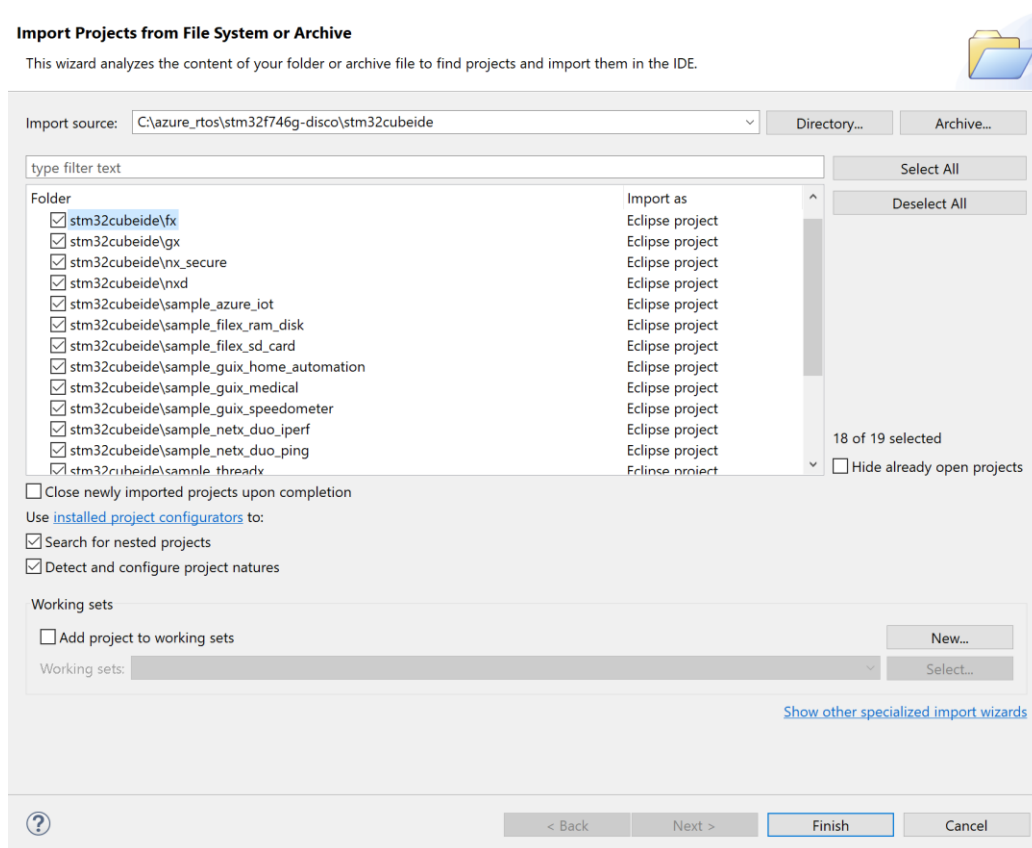 Import Projects from File System or Archive
This wizard analyzes the content of your folder or archive file to find projects and import them in the IDE.
Import source: C:\azure_rtos\stm32f746g-disco\stm32cubeide Directory... Archive...
type filter text Select All
Folder Import as Deselect All
stm32cubeide\fx Eclipse project
stm32cubeide\gx Eclipse project
stm32cubeide\nx_secure Eclipse project
stm32cubeide\nxd Eclipse project
stm32cubeide\sample_azure_iot Eclipse project
stm32cubeide\sample_filex_ram_disk Eclipse project
stm32cubeide\sample_filex_sd_card Eclipse project
stm32cubeide\sample_guix_home_automation Eclipse project
stm32cubeide\sample_guix_medical Eclipse project
stm32cubeide\sample_guix_speedometer Eclipse project
stm32cubeide\sample_netx_duo_iperf Eclipse project
stm32cubeide\sample_netx_duo_ping Eclipse project
stm32cubeide\sample_threadx Eclipse project
18 of 19 selected
Hide already open projects
Close newly imported projects upon completion
Use installed project configurators to:
Search for nested projects
Detect and configure project natures
Working sets
Add project to working sets New...
Working sets: Select...
Show other specialized import wizards
? < Back Next > Finish Cancel